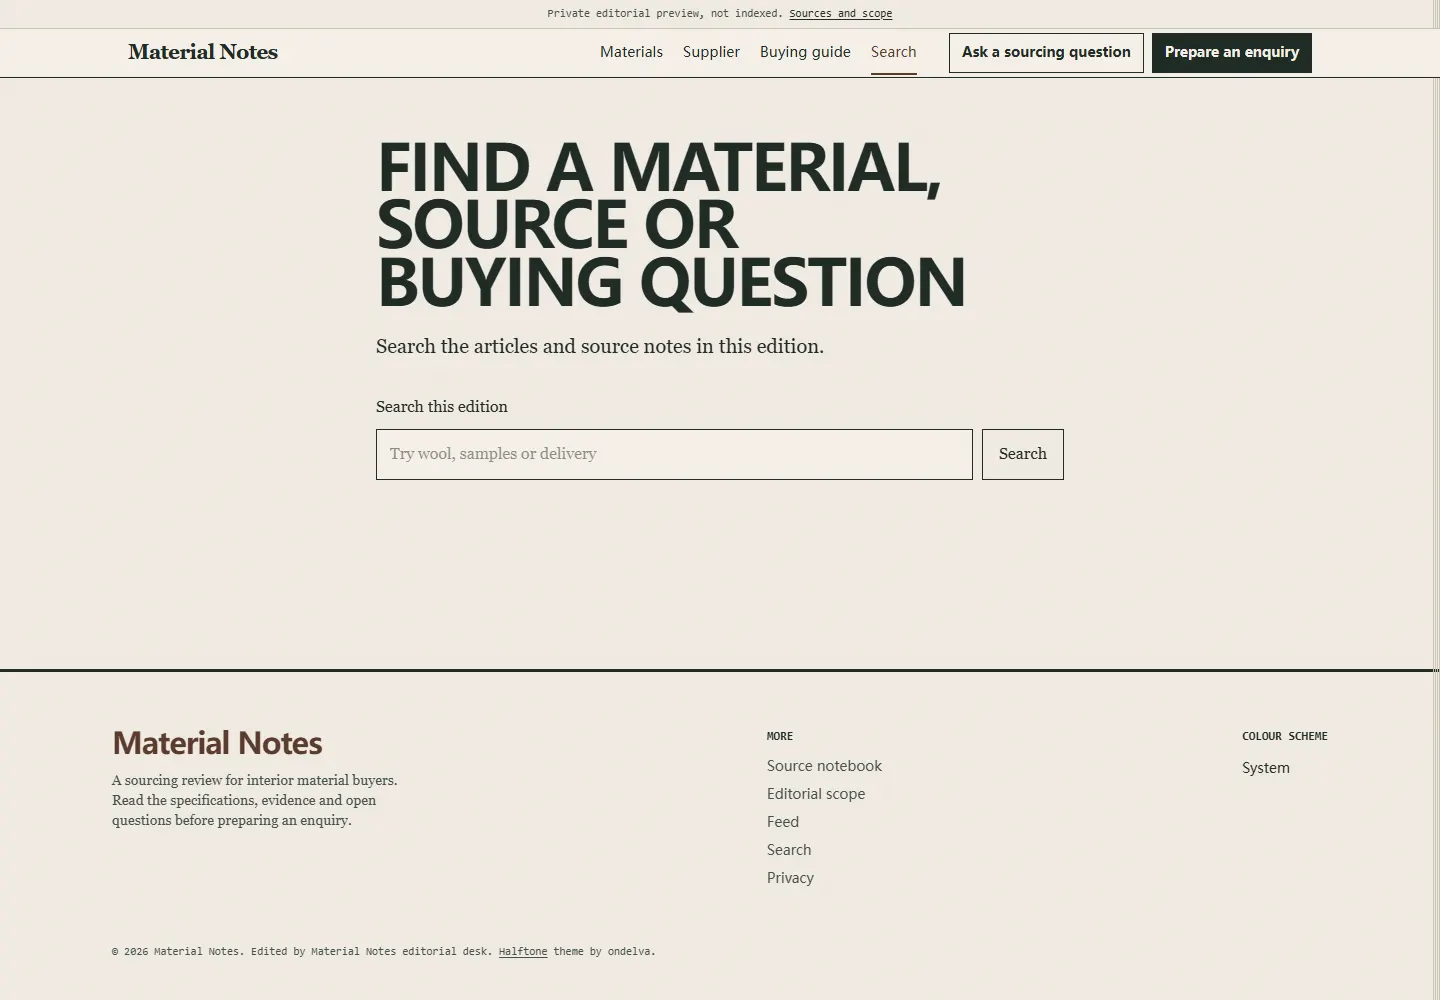 Private editorial preview, not indexed. Sources and scope
Material Notes
Materials Supplier Buying guide Search Ask a sourcing question Prepare an enquiry
FIND A MATERIAL,
SOURCE OR
BUYING QUESTION
Search the articles and source notes in this edition.
Search this edition
Try wool, samples or delivery
Search
Material Notes
A sourcing review for interior material buyers.
Read the specifications, evidence and open
questions before preparing an enquiry.
MORE
Source notebook
Editorial scope
Feed
Search
Privacy
COLOUR SCHEME
System
© 2026 Material Notes. Edited by Material Notes editorial desk. Halftone theme by ondelva.